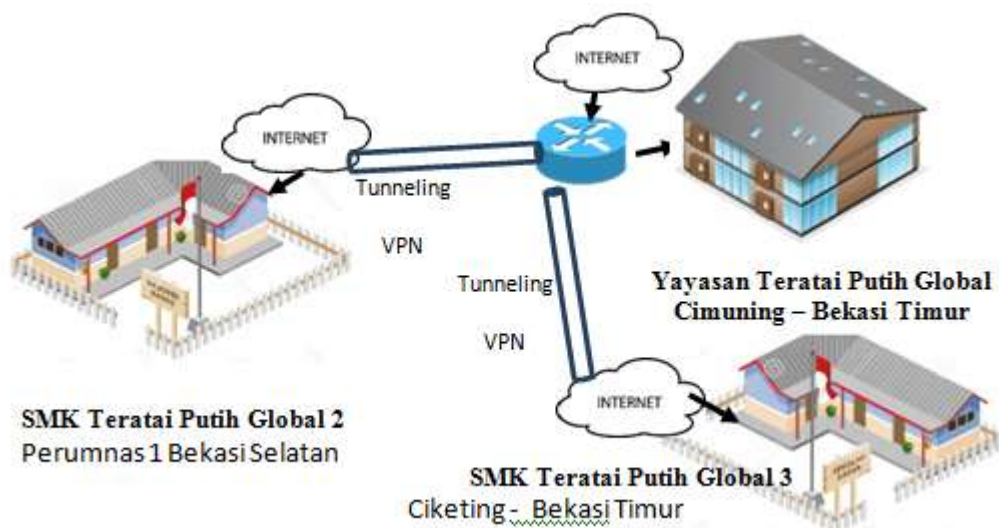 INTERNET
INTERNET
Tunneling
VPN
Tunneling
VPN
Yayasan Teratai Putih Global
Cimuning – Bekasi Timur
SMK Teratai Putih Global 2
Perumnas 1 Bekasi Selatan
INTERNET
SMK Teratai Putih Global 3
Ciketing - Bekasi Timur